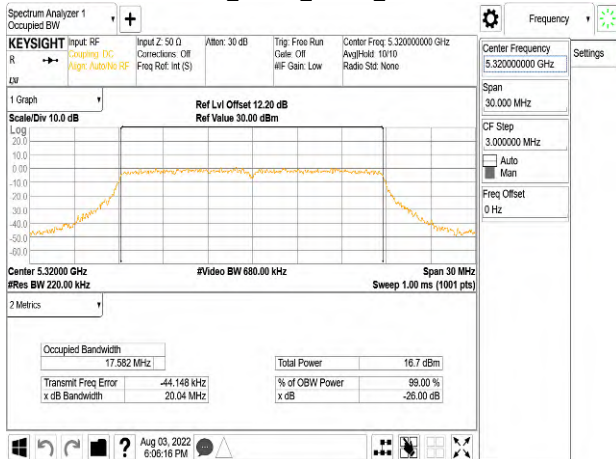 Spectrum Analyzer 1
Occupied BW
Frequency
KEYSIGHT
R
Input: RF
Coupling: DC
Align: Auto/No RF
Input Z: 50 Ω
Corrections: Off
Freq Ref: Int (S)
Atten: 30 dB
Trig: Free Run
Gate: Off
#IF Gain: Low
Center Freq: 5.320000000 GHz
Avg|Hold: 10/10
Radio Std: None
Center Frequency
5.320000000 GHz
Settings
Span
30.000 MHz
CF Step
3.000000 MHz
Auto
Man
Freq Offset
0 Hz
1 Graph
Scale/Div 10.0 dB
Ref Lvl Offset 12.20 dB
Ref Value 30.00 dBm
Log
20.0
10.0
0.00
-10.0
-20.0
-30.0
-40.0
-50.0
-60.0
Center 5.32000 GHz
#Video BW 680.00 kHz
Span 30 MHz
#Res BW 220.00 kHz
Sweep 1.00 ms (1001 pts)
2 Metrics
Occupied Bandwidth
17.582 MHz
Total Power 16.7 dBm
Transmit Freq Error -44.148 kHz
% of OBW Power 99.00 %
x dB Bandwidth 20.04 MHz
x dB -26.00 dB
Aug 03, 2022
6:06:16 PM